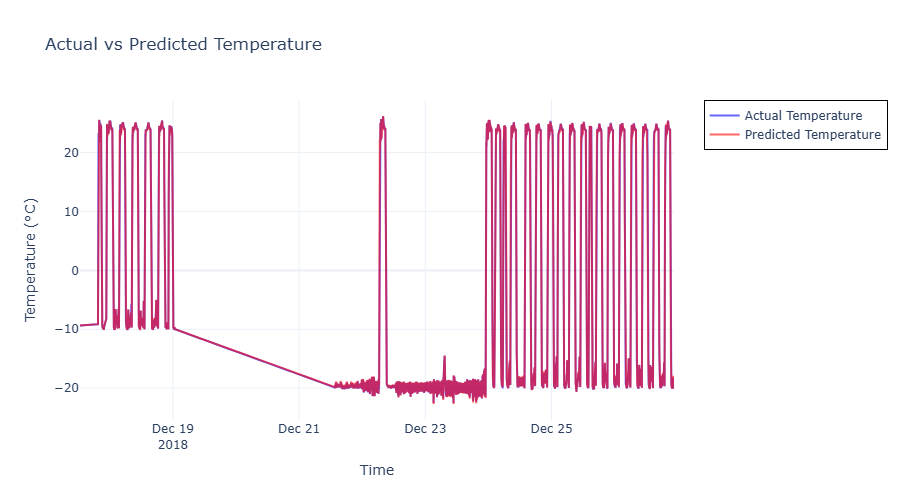 Actual vs Predicted Temperature
Actual Temperature
Predicted Temperature
Temperature (°C)
20
10
0
−10
−20
Dec 19
2018
Dec 21
Dec 23
Dec 25
Time